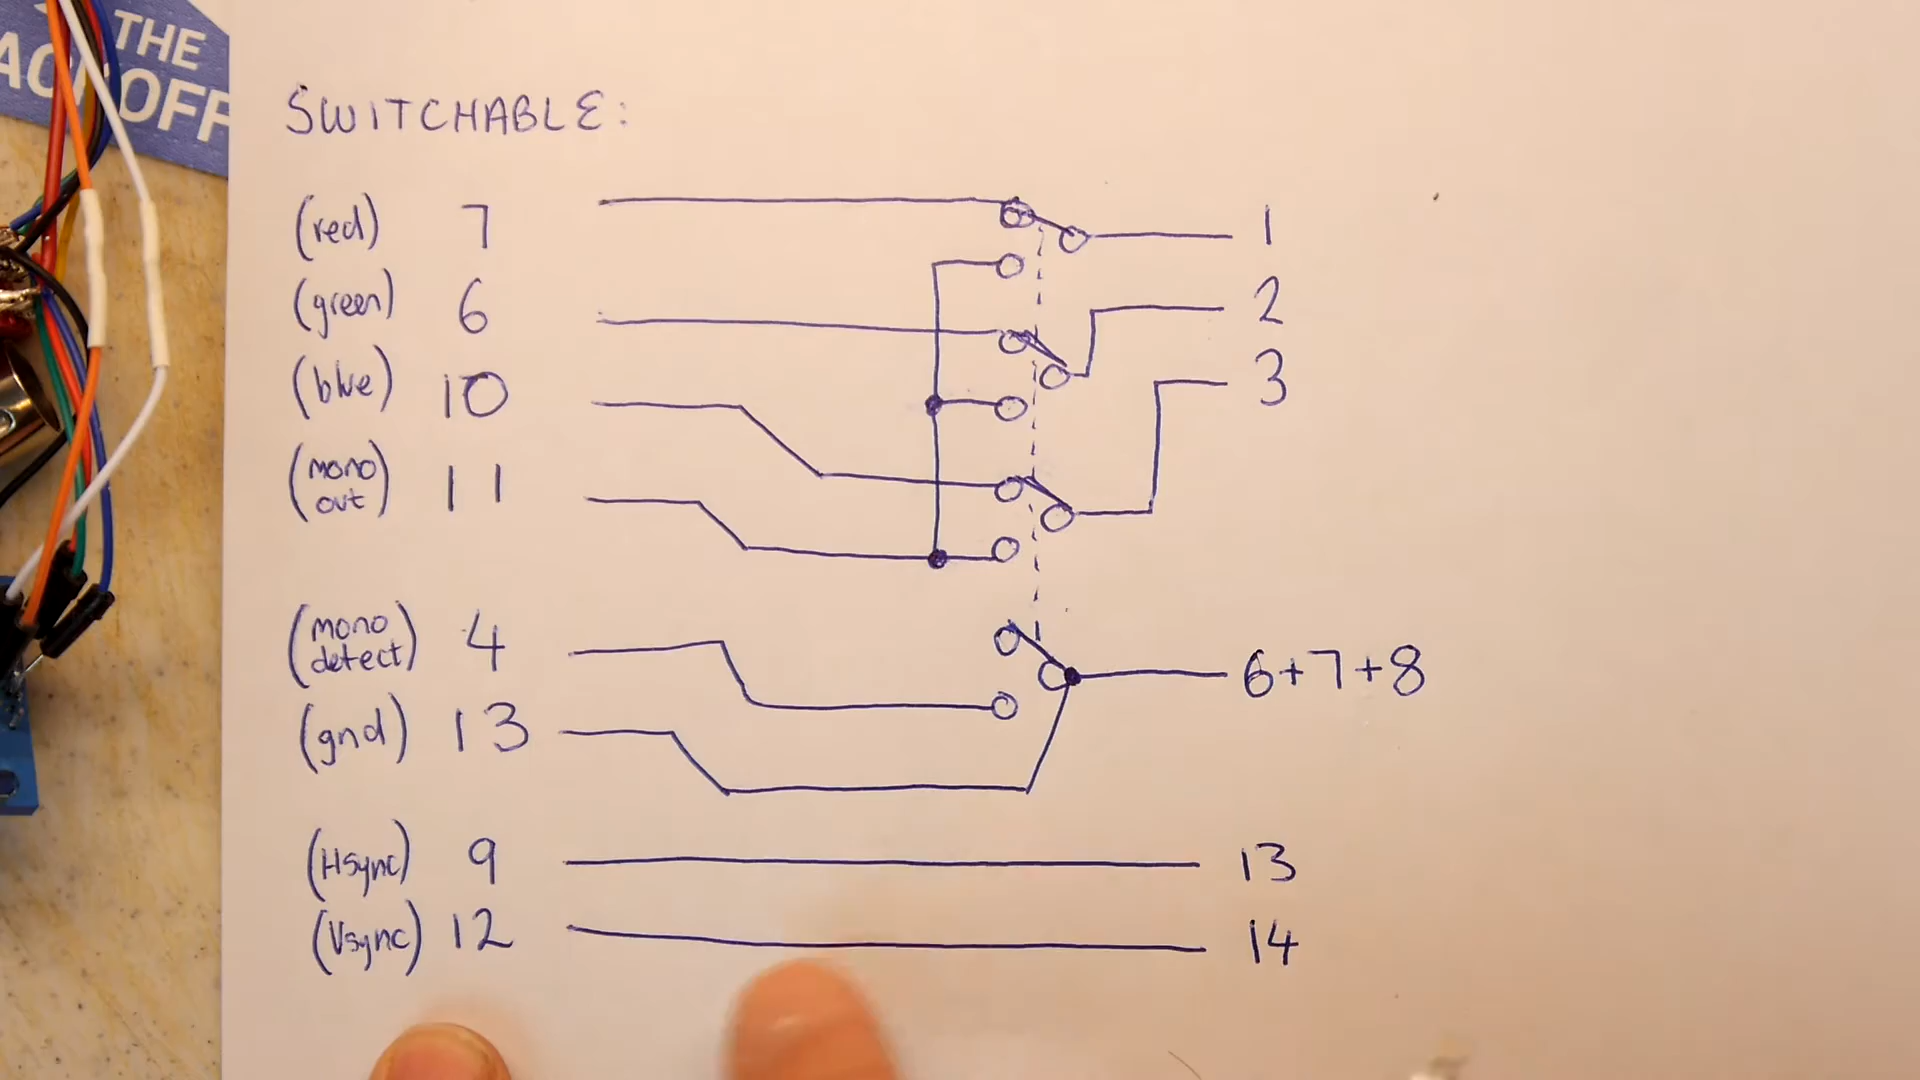 THE
OFF
SWITCHABLE:
(red) 7 1
(green) 6 2
(blue) 10 3
(mono out) 11
(mono detect) 4 6+7+8
(gnd) 13
(Hsync) 9 13
(Vsync) 12 14